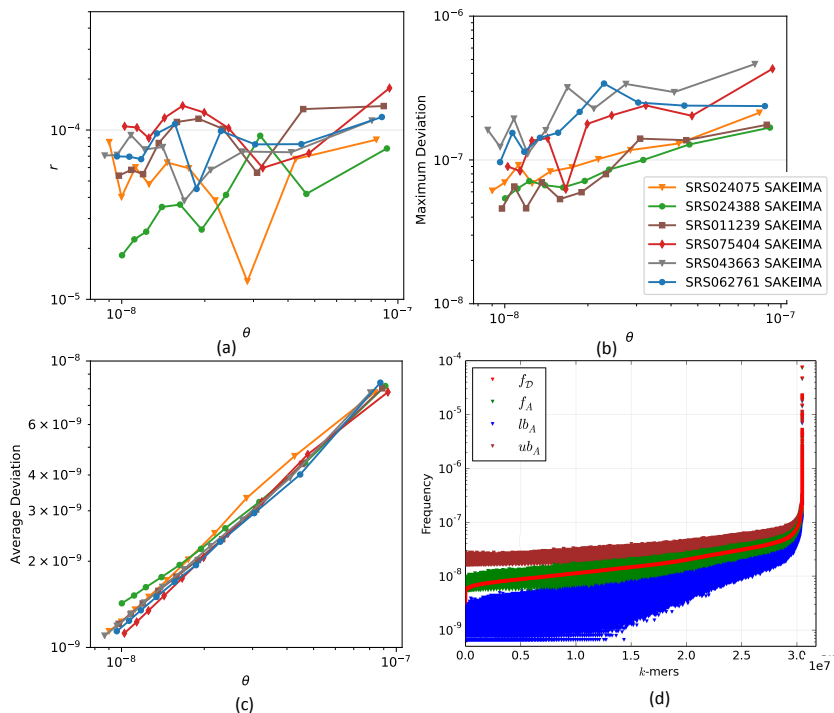 10⁻⁴
10⁻⁵
r
10⁻⁸
10⁻⁷
θ
(a)
10⁻⁶
10⁻⁷
10⁻⁸
Maximum Deviation
SRS024075 SAKEIMA
SRS024388 SAKEIMA
SRS011239 SAKEIMA
SRS075404 SAKEIMA
SRS043663 SAKEIMA
SRS062761 SAKEIMA
10⁻⁸
10⁻⁷
θ
(b)
10⁻⁸
6 × 10⁻⁹
4 × 10⁻⁹
3 × 10⁻⁹
2 × 10⁻⁹
10⁻⁹
Average Deviation
10⁻⁸
10⁻⁷
θ
(c)
10⁻⁴
10⁻⁵
10⁻⁶
10⁻⁷
10⁻⁸
10⁻⁹
Frequency
f_D
f_A
lb_A
ub_A
0.0 0.5 1.0 1.5 2.0 2.5 3.0
1e7
k-mers
(d)